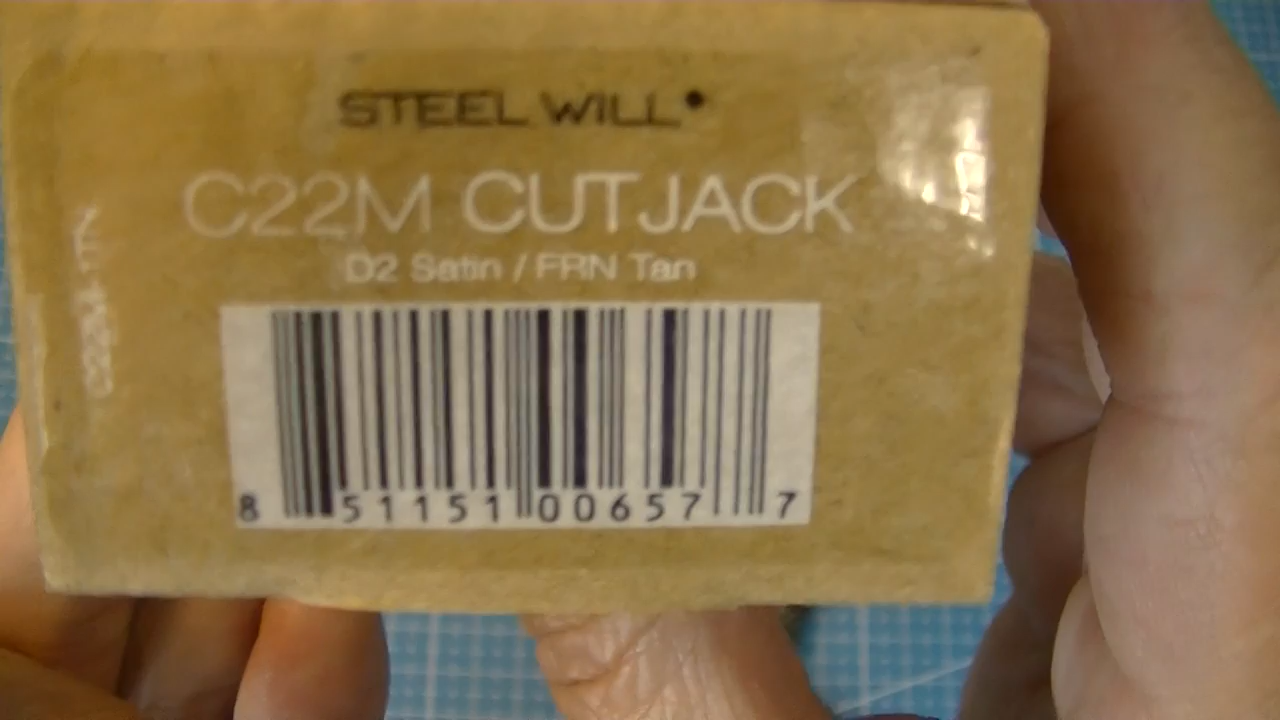 STEEL WILL
C22M CUTJACK
D2 Satin / FRN Tan
8 51151 00657 7